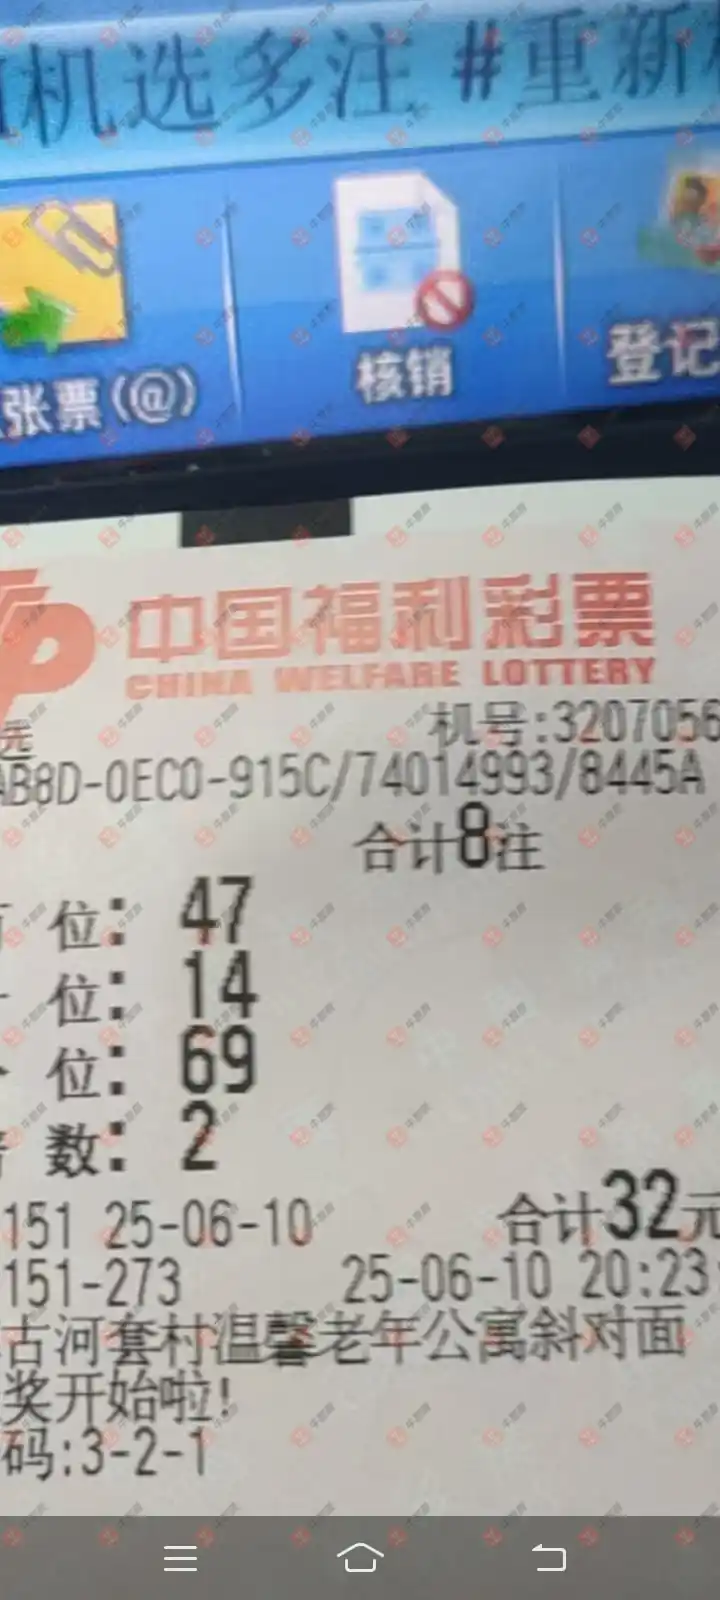 机选多注 #重新
张票(@)
核销
登记
中国福利彩票
CHINA WELFARE LOTTERY
选
机号:3207056
AB8D-0EC0-915C/74014993/8445A
合计8注
位: 47
位: 14
位: 69
数: 2
151 25-06-10 合计32元
151-273 25-06-10 20:23:
古河套村温馨老年公寓斜对面
奖开始啦!
码:3-2-1